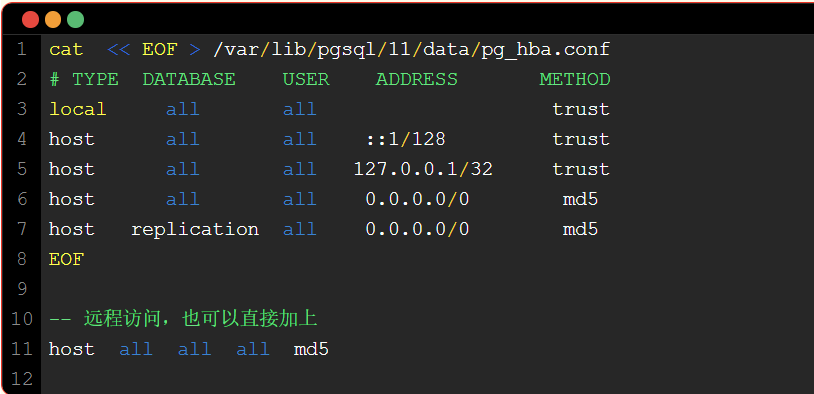 1 cat  << EOF > /var/lib/pgsql/11/data/pg_hba.conf
2 # TYPE  DATABASE    USER    ADDRESS       METHOD
3 local     all       all                    trust
4 host      all       all    ::1/128         trust
5 host      all       all   127.0.0.1/32     trust
6 host      all       all    0.0.0.0/0        md5
7 host   replication  all    0.0.0.0/0        md5
8 EOF
9
10 -- 远程访问，也可以直接加上
11 host  all  all  all  md5
12